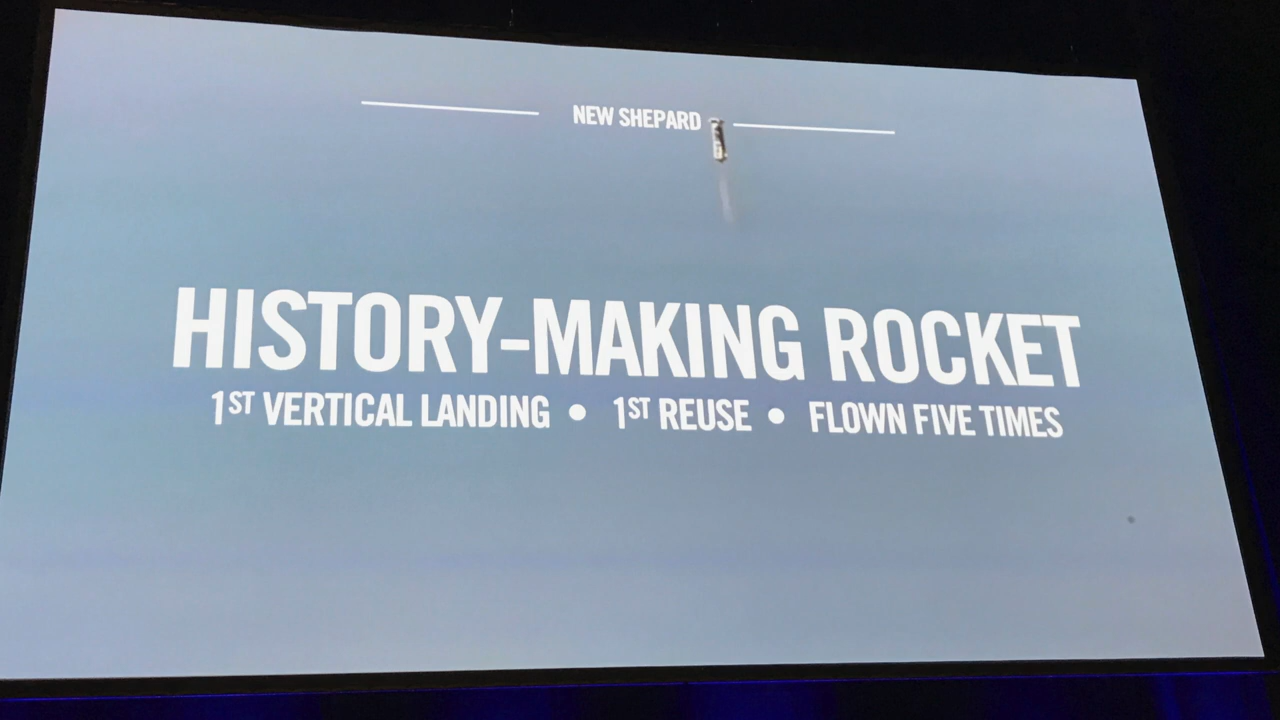 NEW SHEPARD
HISTORY-MAKING ROCKET
1ST VERTICAL LANDING • 1ST REUSE • FLOWN FIVE TIMES